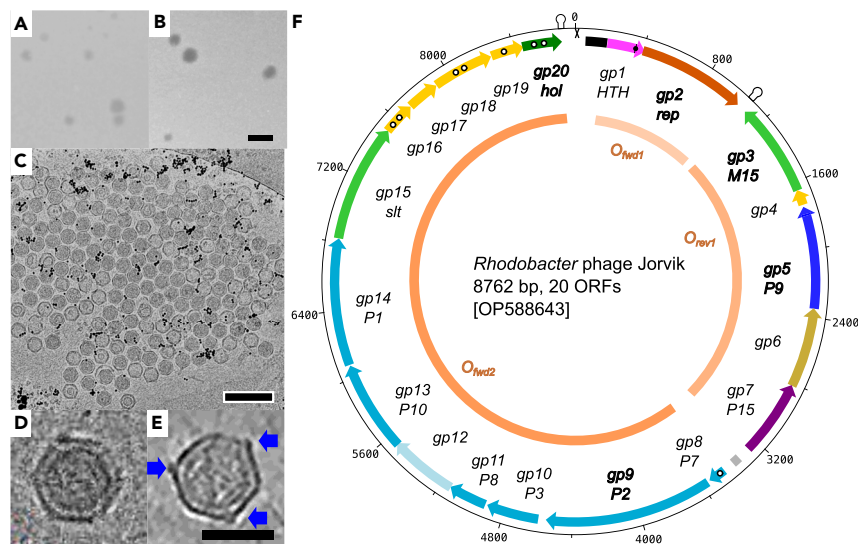 A
B
C
D
E
F
0
800
1600
2400
3200
4000
4800
5600
6400
7200
8000
gp1
HTH
gp2
rep
gp3
M15
gp4
gp5
P9
gp6
gp7
P15
gp8
P7
gp9
P2
gp10
P3
gp11
P8
gp12
gp13
P10
gp14
P1
gp15
slt
gp16
gp17
gp18
gp19
gp20
hol
Ofwd1
Orev1
Ofwd2
Rhodobacter phage Jorvik
8762 bp, 20 ORFs
[OP588643]